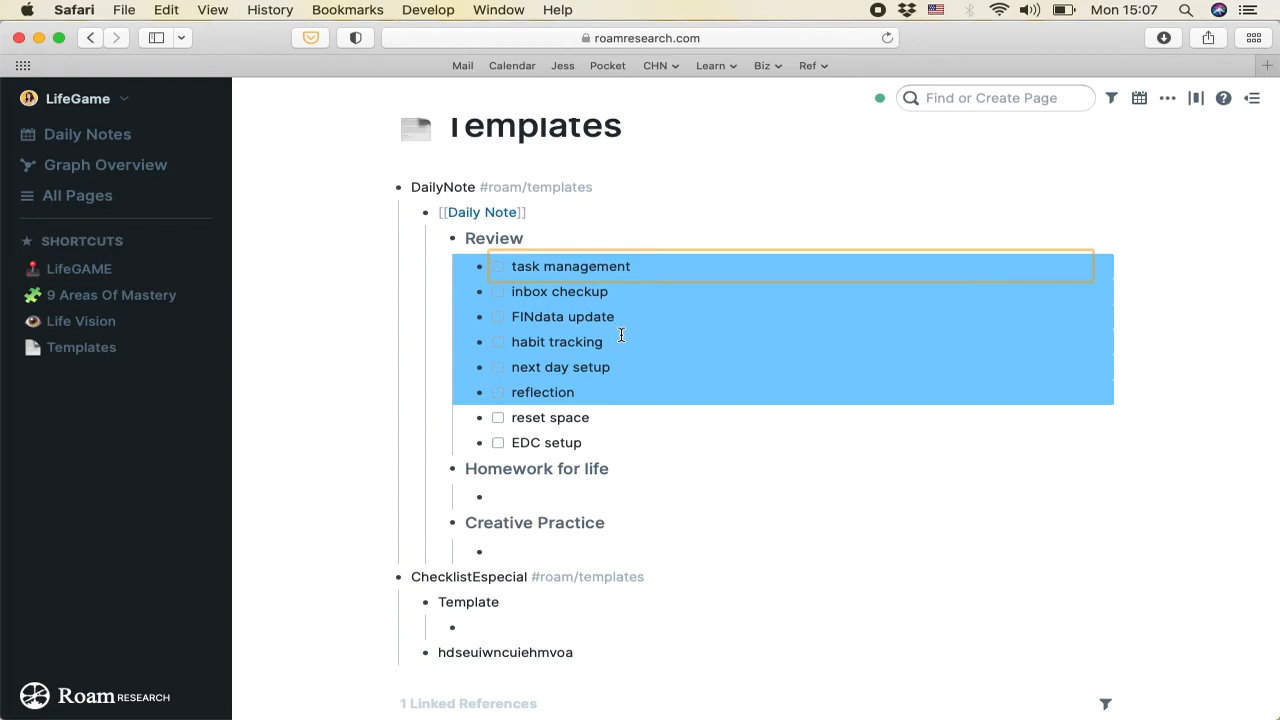 Safari File Edit View History Bookmarks Develop Window Help Mon 15:07
roamresearch.com
Mail Calendar Jess Pocket CHN Learn Biz Ref
LifeGame
Find or Create Page
Daily Notes
Graph Overview
All Pages
SHORTCUTS
LifeGAME
9 Areas Of Mastery
Life Vision
Templates
Templates
DailyNote #roam/templates
[[Daily Note]]
Review
task management
inbox checkup
FINdata update
habit tracking
next day setup
reflection
reset space
EDC setup
Homework for life
Creative Practice
ChecklistEspecial #roam/templates
Template
hdseuiwncuiehmvoa
1 Linked References
Roam RESEARCH